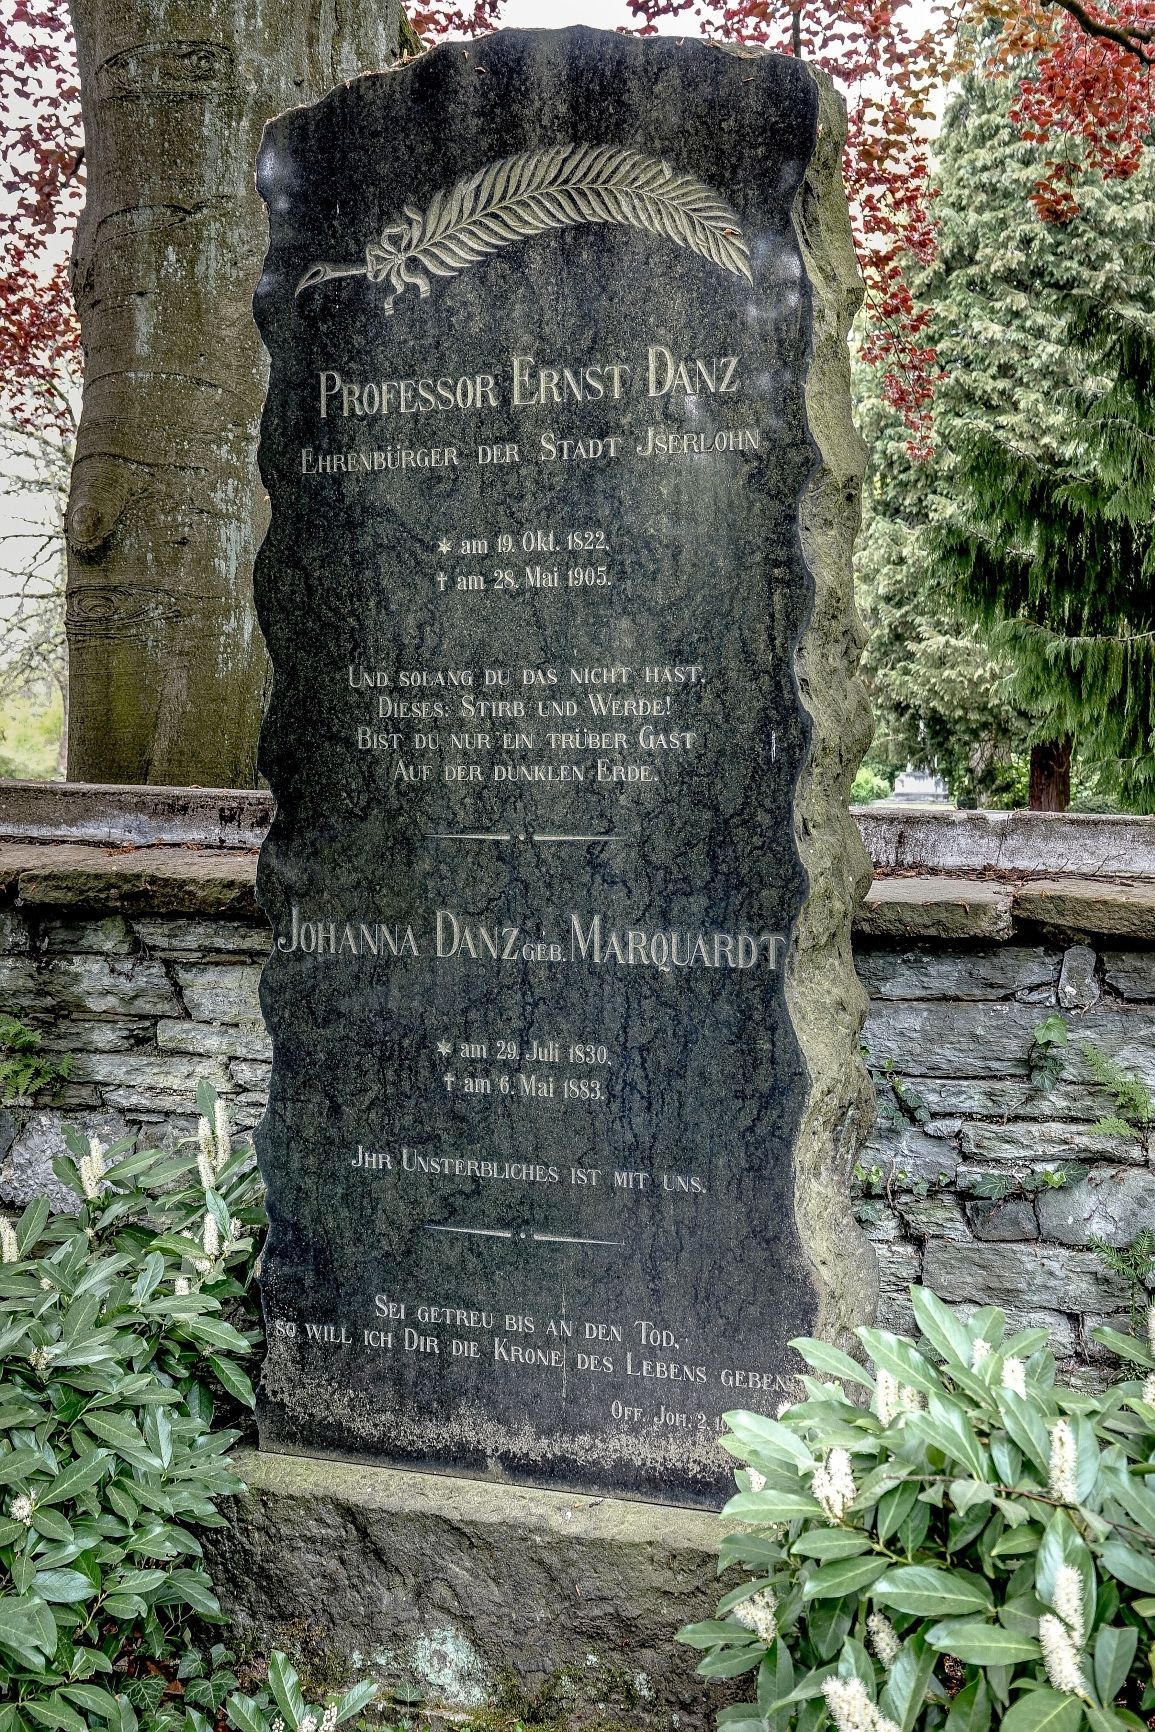 PROFESSOR ERNST DANZ
EHRENBÜRGER DER STADT JSERLOHN
* am 19. Okt. 1822,
† am 28. Mai 1905.
UND SOLANG DU DAS NICHT HAST,
DIESES: STIRB UND WERDE!
BIST DU NUR EIN TRÜBER GAST
AUF DER DUNKLEN ERDE.
JOHANNA DANZ GEB. MARQUARDT
* am 29. Juli 1830,
† am 6. Mai 1883.
JHR UNSTERBLICHES IST MIT UNS.
SEI GETREU BIS AN DEN TOD,
SO WILL ICH DIR DIE KRONE DES LEBENS GEBEN
OFF. JOH. 2,